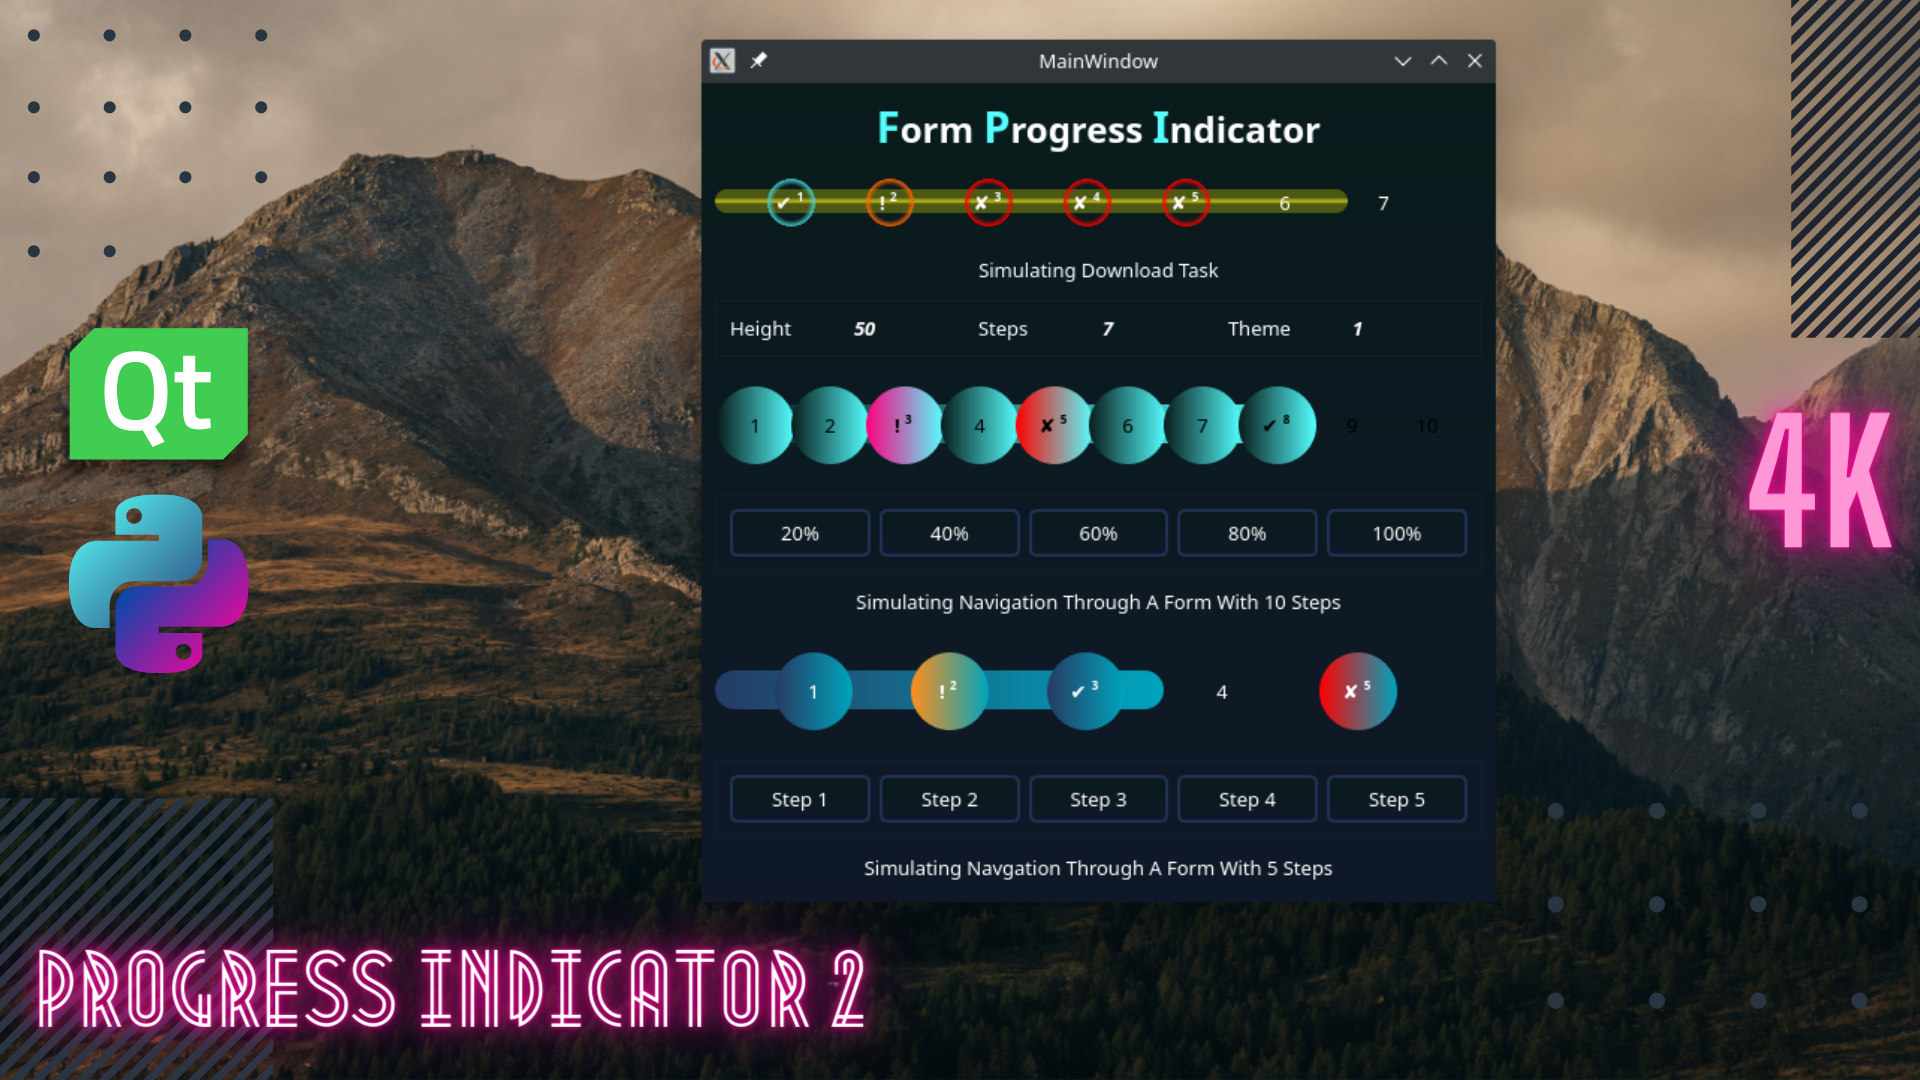 MainWindow
Form Progress Indicator
✔ 1 ! 2 ✘ 3 ✘ 4 ✘ 5 6 7
Simulating Download Task
Height 50 Steps 7 Theme 1
1 2 ! 3 4 ✘ 5 6 7 ✔ 8 9 10
20% 40% 60% 80% 100%
Simulating Navigation Through A Form With 10 Steps
1 ! 2 ✔ 3 4 ✘ 5
Step 1 Step 2 Step 3 Step 4 Step 5
Simulating Navgation Through A Form With 5 Steps
Qt
4K
PROGRESS INDICATOR 2